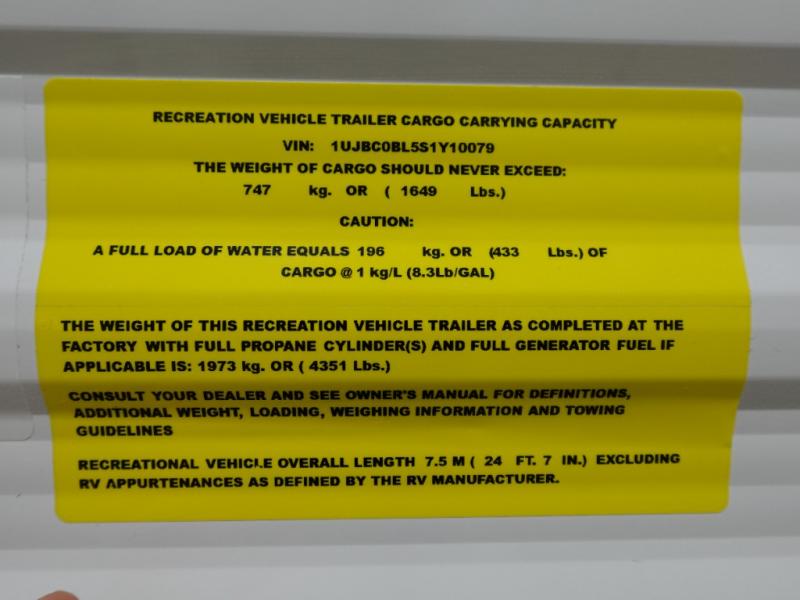 RECREATION VEHICLE TRAILER CARGO CARRYING CAPACITY
VIN: 1UJBC0BL5S1Y10079
THE WEIGHT OF CARGO SHOULD NEVER EXCEED:
747 kg. OR ( 1649 Lbs.)
CAUTION:
A FULL LOAD OF WATER EQUALS 196 kg. OR (433 Lbs.) OF
CARGO @ 1 kg/L (8.3Lb/GAL)
THE WEIGHT OF THIS RECREATION VEHICLE TRAILER AS COMPLETED AT THE
FACTORY WITH FULL PROPANE CYLINDER(S) AND FULL GENERATOR FUEL IF
APPLICABLE IS: 1973 kg. OR ( 4351 Lbs.)
CONSULT YOUR DEALER AND SEE OWNER'S MANUAL FOR DEFINITIONS,
ADDITIONAL WEIGHT, LOADING, WEIGHING INFORMATION AND TOWING
GUIDELINES
RECREATIONAL VEHICLE OVERALL LENGTH 7.5 M ( 24 FT. 7 IN.) EXCLUDING
RV APPURTENANCES AS DEFINED BY THE RV MANUFACTURER.